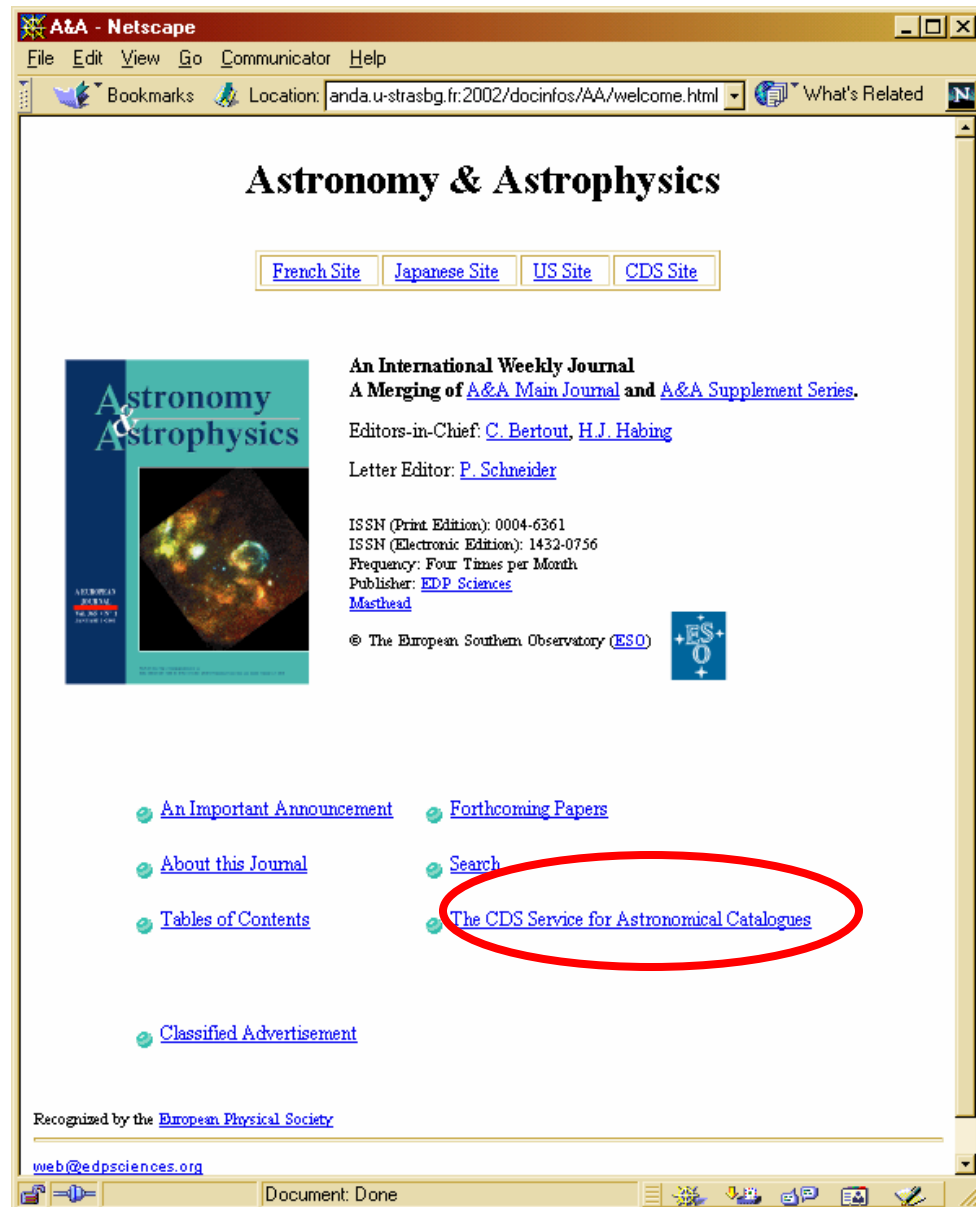 A&A - Netscape
File Edit View Go Communicator Help
Bookmarks Location: anda.u-strasbg.fr:2002/docinfos/AA/welcome.html What's Related N
Astronomy & Astrophysics
French Site Japanese Site US Site CDS Site
Astronomy
&
Astrophysics
A EUROPEAN
JOURNAL
An International Weekly Journal
A Merging of A&A Main Journal and A&A Supplement Series.
Editors-in-Chief: C. Bertout, H.J. Habing
Letter Editor: P. Schneider
ISSN (Print Edition): 0004-6361
ISSN (Electronic Edition): 1432-0756
Frequency: Four Times per Month
Publisher: EDP Sciences
Masthead
© The European Southern Observatory (ESO)
ESO
An Important Announcement Forthcoming Papers
About this Journal Search
Tables of Contents The CDS Service for Astronomical Catalogues
Classified Advertisement
Recognized by the European Physical Society
web@edpsciences.org
Document: Done